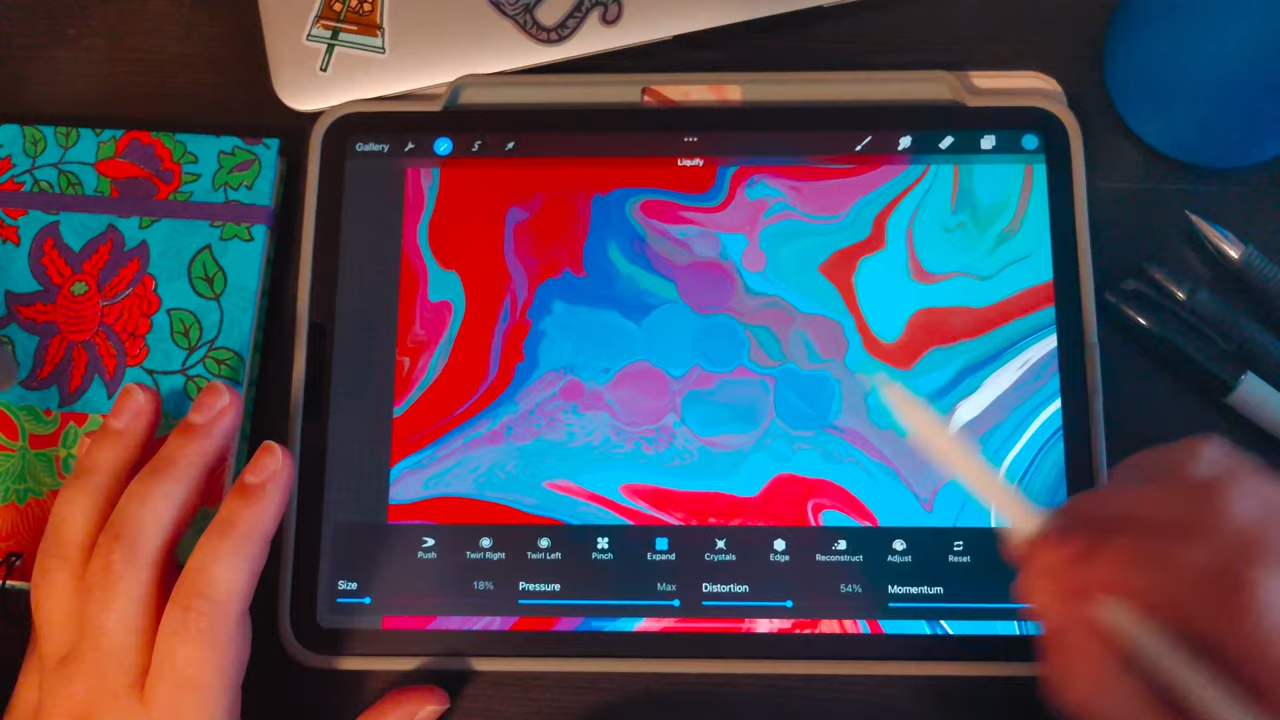 Gallery
Liquify
Push Twirl Right Twirl Left Pinch Expand Crystals Edge Reconstruct Adjust Reset
Size 18% Pressure Max Distortion 54% Momentum